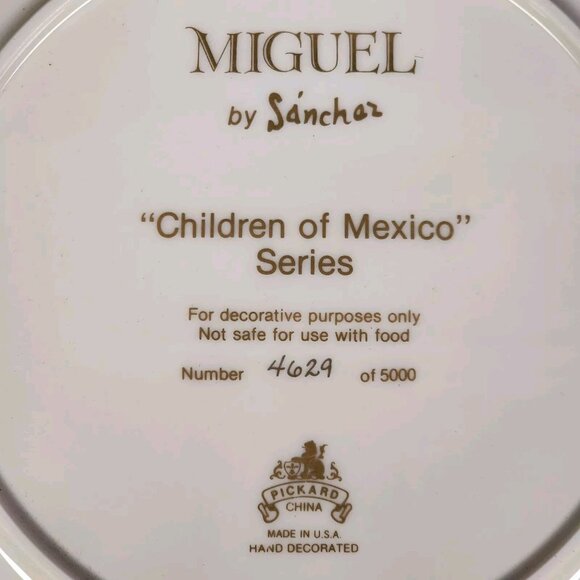 MIGUEL
by Sánchez
"Children of Mexico"
Series
For decorative purposes only
Not safe for use with food
Number 4629 of 5000
PICKARD
CHINA
MADE IN U.S.A.
HAND DECORATED